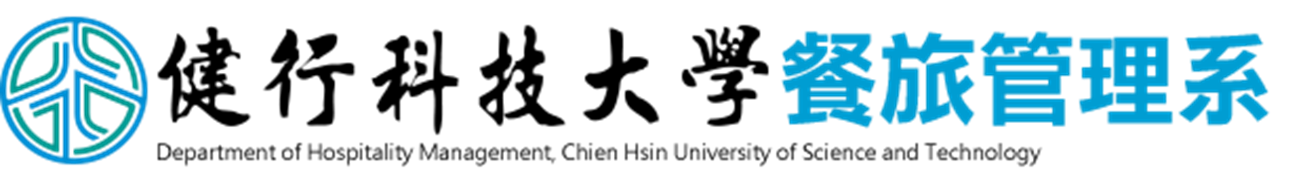 健行科技大學餐旅管理系
Department of Hospitality Management, Chien Hsin University of Science and Technology